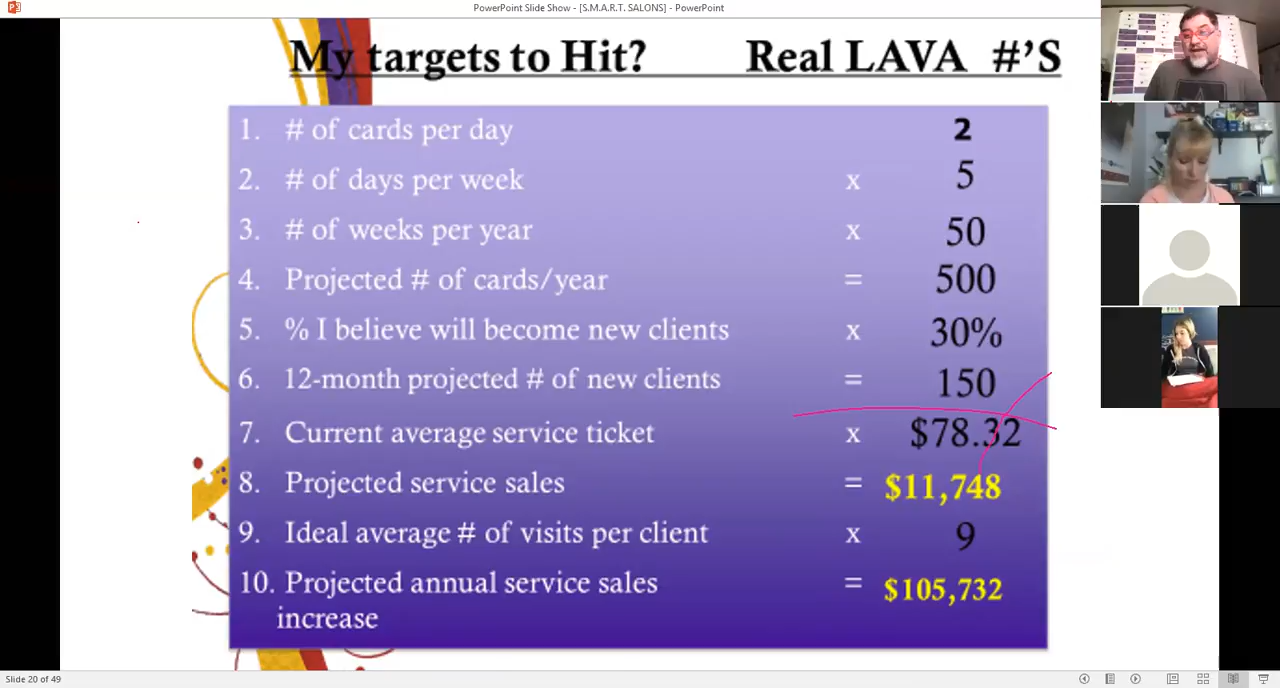 PowerPoint Slide Show - [S.M.A.R.T. SALONS] - PowerPoint
My targets to Hit? Real LAVA #'S
1. # of cards per day 2
2. # of days per week x 5
3. # of weeks per year x 50
4. Projected # of cards/year = 500
5. % I believe will become new clients x 30%
6. 12-month projected # of new clients = 150
7. Current average service ticket x $78.32
8. Projected service sales = $11,748
9. Ideal average # of visits per client x 9
10. Projected annual service sales = $105,732
increase
Slide 20 of 49